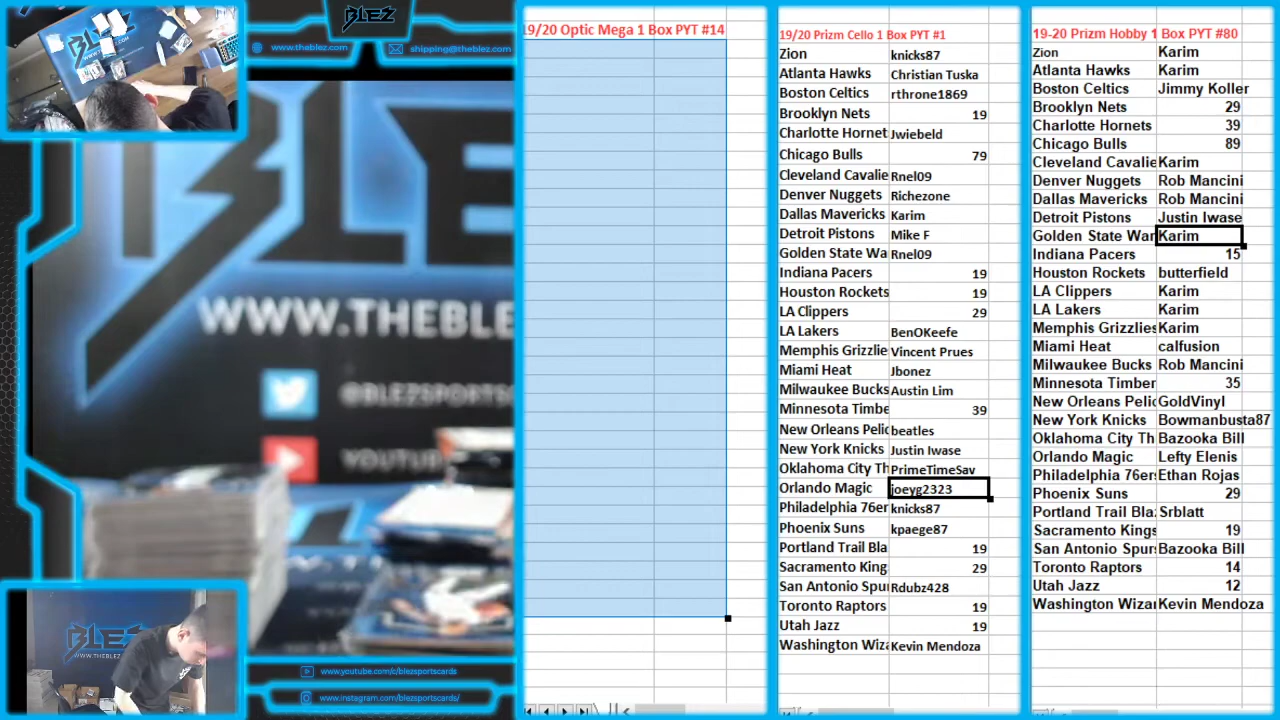 BLEZ
www.theblez.com
shipping@theblez.com
BLE
WWW.THEBLE
@BLEZSPORTS
YOUTUB
BLEZ
www.youtube.com/c/blezsportscards
www.instagram.com/blezsportscards/
19/20 Optic Mega 1 Box PYT #14
19/20 Prizm Cello 1 Box PYT #1
Zion knicks87
Atlanta Hawks Christian Tuska
Boston Celtics rthrone1869
Brooklyn Nets 19
Charlotte Hornet Jwiebeld
Chicago Bulls 79
Cleveland Cavalie Rnel09
Denver Nuggets Richezone
Dallas Mavericks Karim
Detroit Pistons Mike F
Golden State Wa Rnel09
Indiana Pacers 19
Houston Rockets 19
LA Clippers 29
LA Lakers BenOKeefe
Memphis Grizzlie Vincent Prues
Miami Heat Jbonez
Milwaukee Bucks Austin Lim
Minnesota Timbe 39
New Orleans Pelic beatles
New York Knicks Justin Iwase
Oklahoma City Th PrimeTimeSav
Orlando Magic joeyg2323
Philadelphia 76er knicks87
Phoenix Suns kpaege87
Portland Trail Bla 19
Sacramento King 29
San Antonio Spu Rdubz428
Toronto Raptors 19
Utah Jazz 19
Washington Wiz Kevin Mendoza
19-20 Prizm Hobby 1 Box PYT #80
Zion Karim
Atlanta Hawks Karim
Boston Celtics Jimmy Koller
Brooklyn Nets 29
Charlotte Hornets 39
Chicago Bulls 89
Cleveland Cavalie Karim
Denver Nuggets Rob Mancini
Dallas Mavericks Rob Mancini
Detroit Pistons Justin Iwase
Golden State War Karim
Indiana Pacers 15
Houston Rockets butterfield
LA Clippers Karim
LA Lakers Karim
Memphis Grizzlies Karim
Miami Heat calfusion
Milwaukee Bucks Rob Mancini
Minnesota Timber 35
New Orleans Pelic GoldVinyl
New York Knicks Bowmanbusta87
Oklahoma City Th Bazooka Bill
Orlando Magic Lefty Elenis
Philadelphia 76ers Ethan Rojas
Phoenix Suns 29
Portland Trail Bla Srblatt
Sacramento Kings 19
San Antonio Spurs Bazooka Bill
Toronto Raptors 14
Utah Jazz 12
Washington Wizar Kevin Mendoza